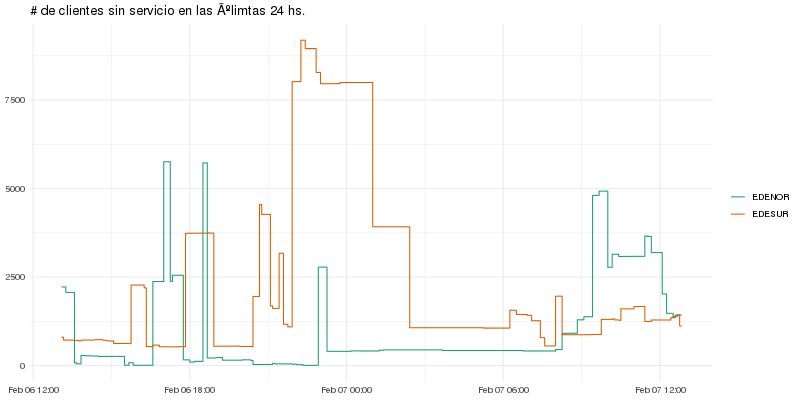 # de clientes sin servicio en las Ãºlimtas 24 hs.
7500
5000
2500
0
Feb 06 12:00
Feb 06 18:00
Feb 07 00:00
Feb 07 06:00
Feb 07 12:00
EDENOR
EDESUR